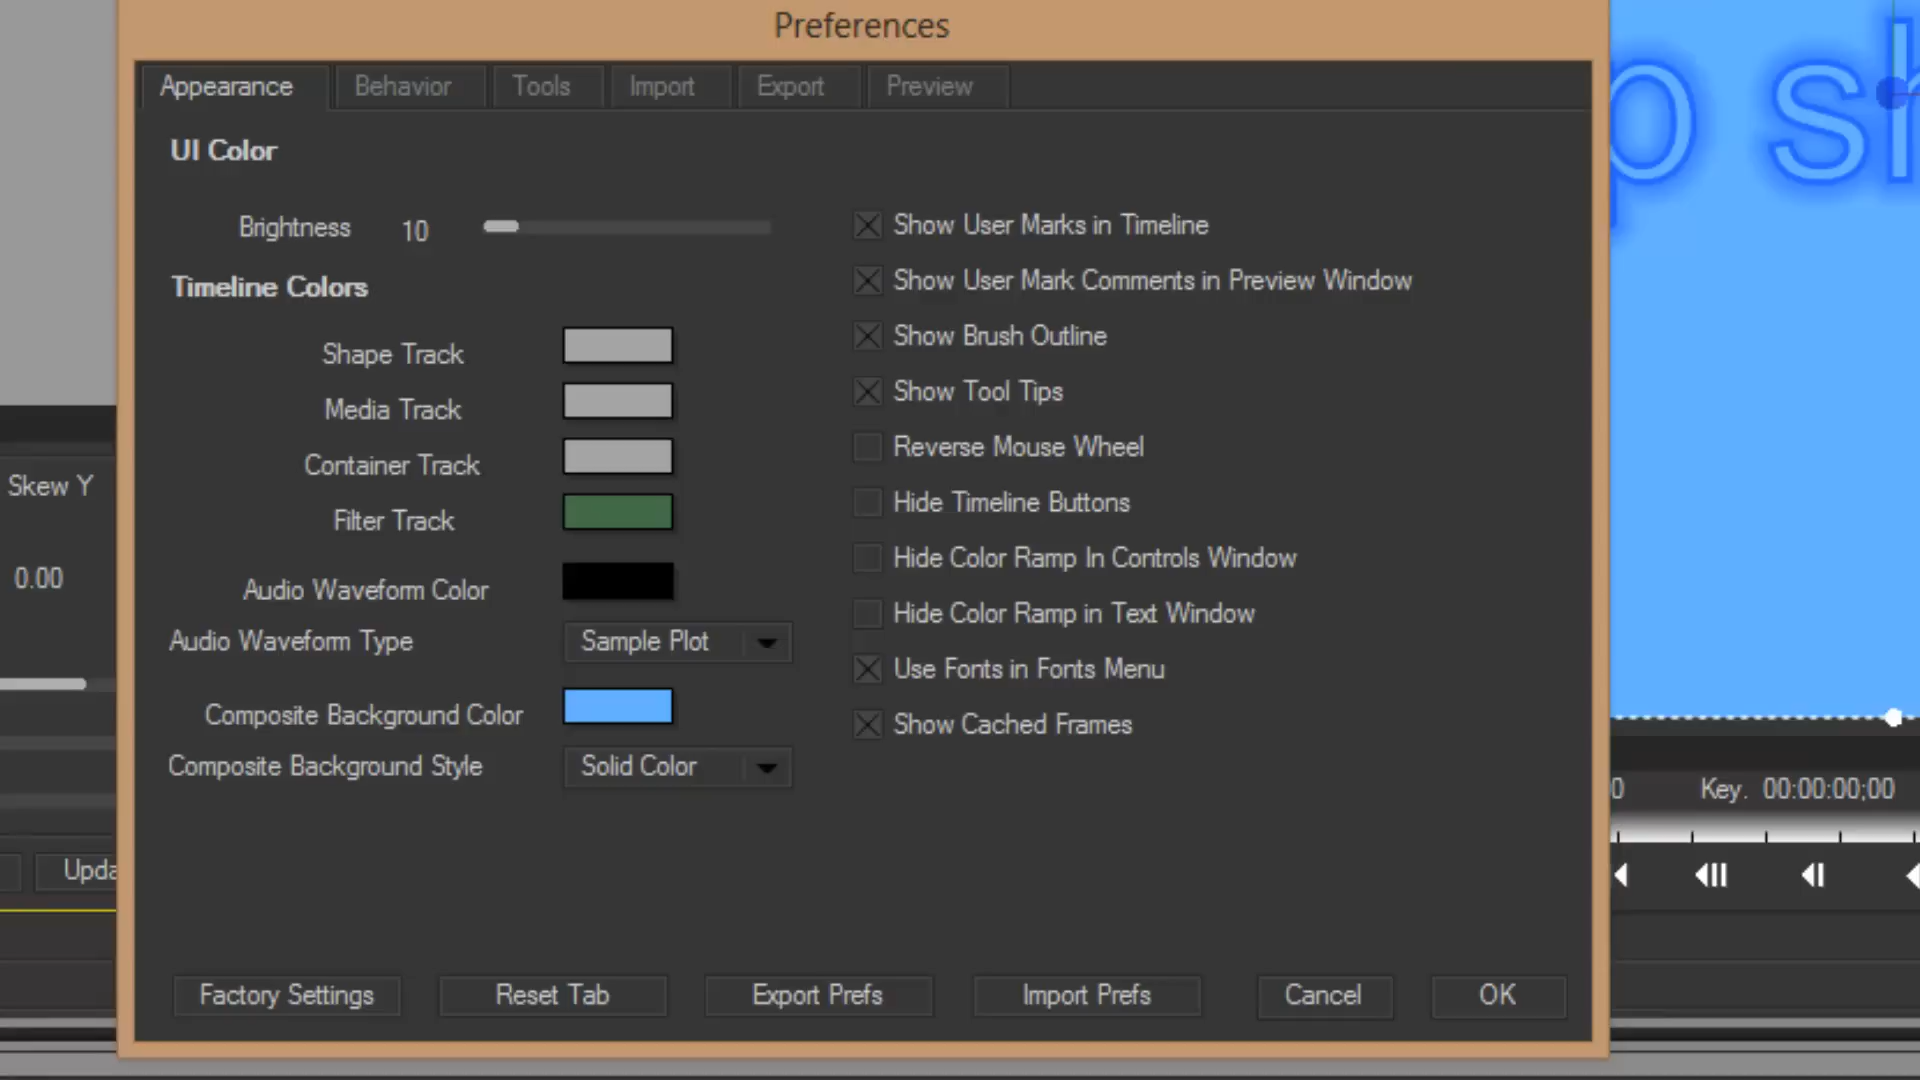 Preferences
Appearance
Behavior
Tools
Import
Export
Preview
UI Color
Brightness 10
Timeline Colors
Shape Track
Media Track
Container Track
Filter Track
Audio Waveform Color
Audio Waveform Type Sample Plot
Composite Background Color
Composite Background Style Solid Color
Show User Marks in Timeline
Show User Mark Comments in Preview Window
Show Brush Outline
Show Tool Tips
Reverse Mouse Wheel
Hide Timeline Buttons
Hide Color Ramp In Controls Window
Hide Color Ramp in Text Window
Use Fonts in Fonts Menu
Show Cached Frames
Factory Settings
Reset Tab
Export Prefs
Import Prefs
Cancel
OK
Skew Y
0.00
Upda
p sh
0 Key. 00:00:00;00